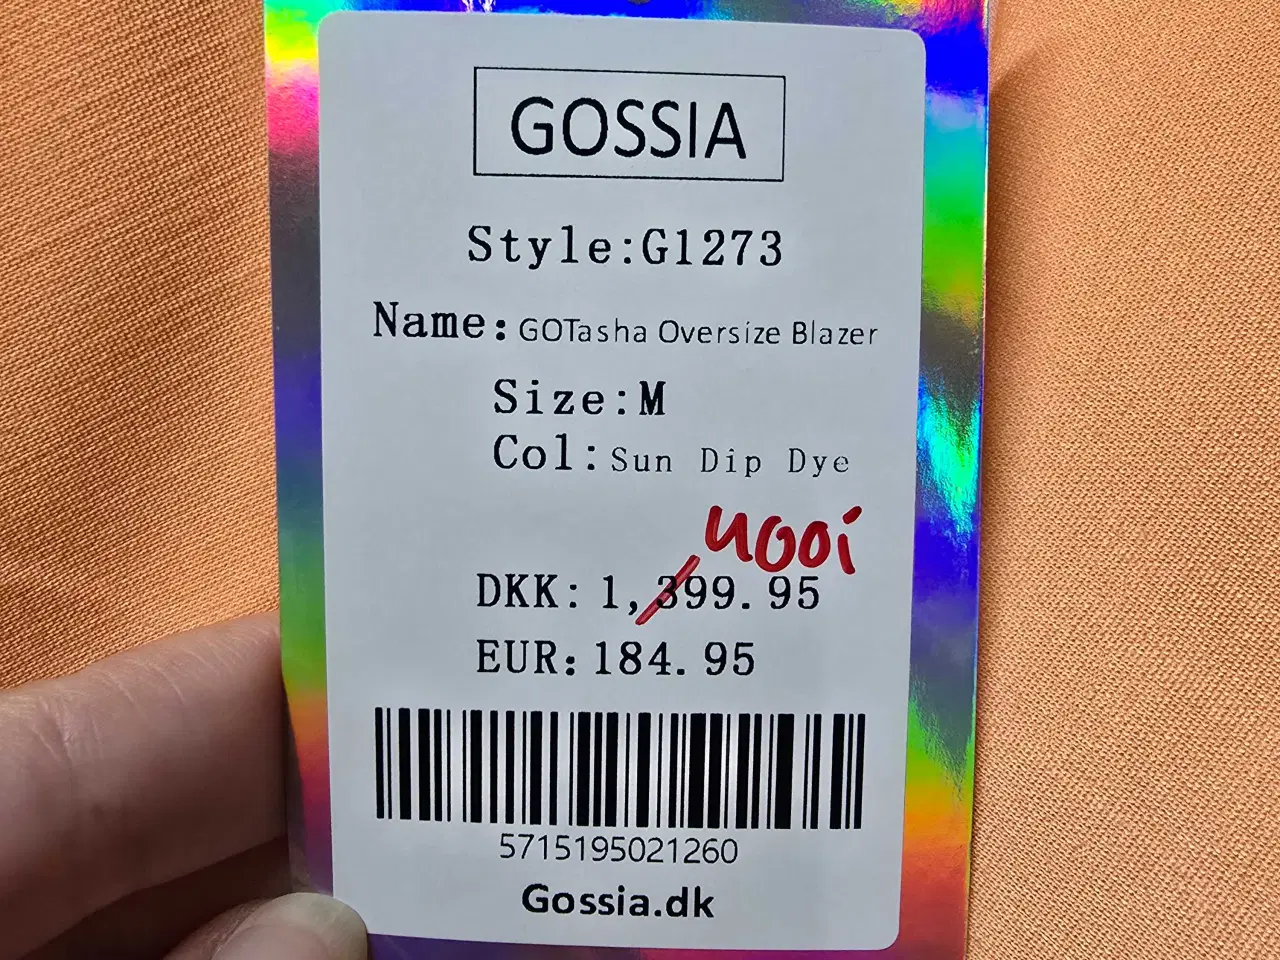 GOSSIA
Style:G1273
Name: GOTasha Oversize Blazer
Size:M
Col: Sun Dip Dye
DKK: 1,399.95
EUR: 184.95
5715195021260
Gossia.dk